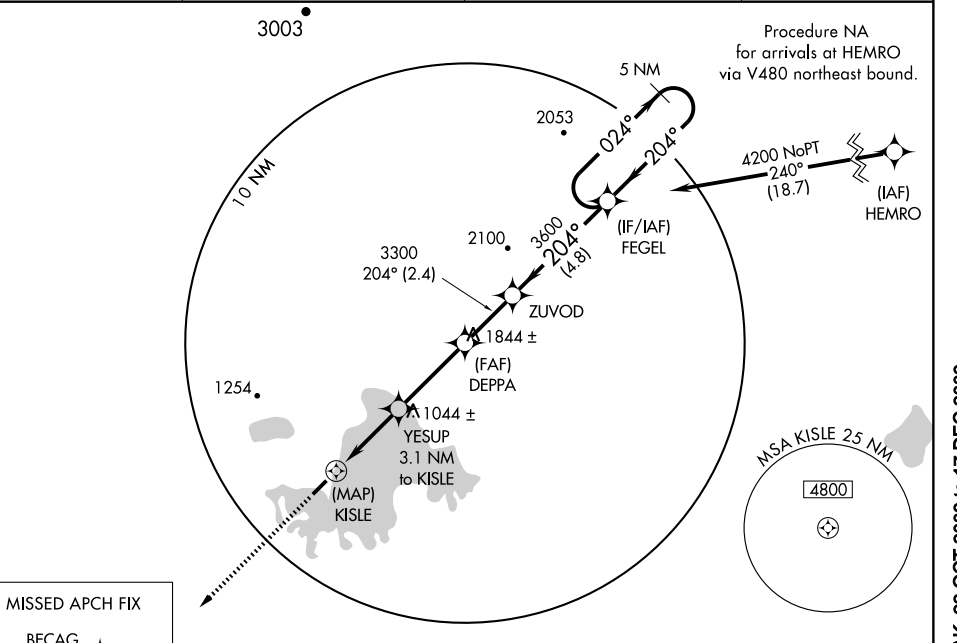 3003
Procedure NA
for arrivals at HEMRO
via V480 northeast bound.
5 NM
2053
024°
204°
10 NM
4200 NoPT
240°
(18.7)
(IAF)
HEMRO
(IF/IAF)
FEGEL
3600
204°
(4.8)
2100
3300
204° (2.4)
ZUVOD
1844 ±
(FAF)
DEPPA
1254
1044 ±
YESUP
3.1 NM
to KISLE
(MAP)
KISLE
MSA KISLE 25 NM
4800
MISSED APCH FIX
BECAG